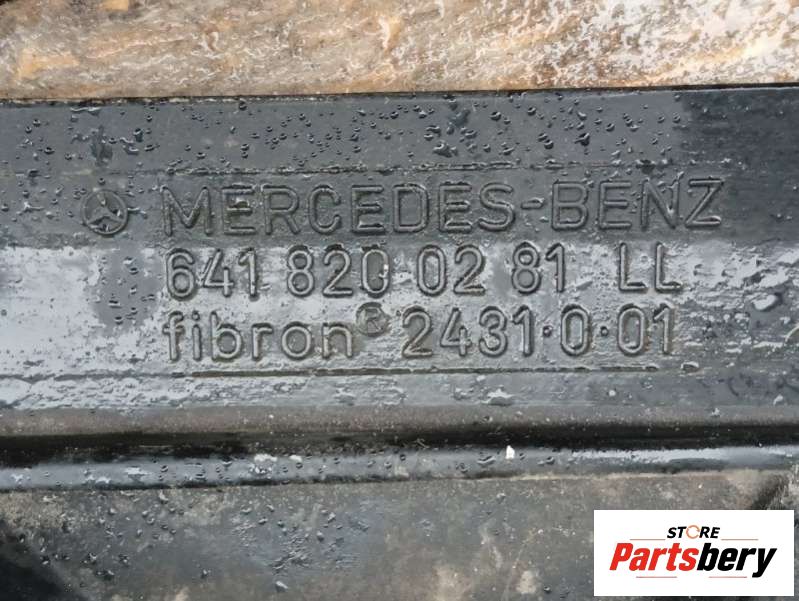 MERCEDES-BENZ
641 820 02 81 LL
fibron® 2431·0·01
STORE
Partsbery